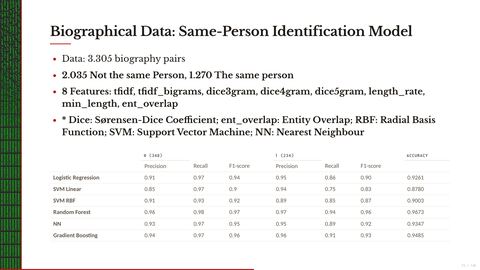 Biographical Data: Same-Person Identification Model
Data: 3.305 biography pairs
2.035 Not the same Person, 1.270 The same person
8 Features: tfidf, tfidf_bigrams, dice3gram, dice4gram, dice5gram, length_rate,
min_length, ent_overlap
* Dice: Sørensen-Dice Coefficient; ent_overlap: Entity Overlap; RBF: Radial Basis
Function; SVM: Support Vector Machine; NN: Nearest Neighbour
0 (368) 1 (234) ACCURACY
Precision Recall F1-score Precision Recall F1-score
Logistic Regression 0.91 0.97 0.94 0.95 0.86 0.90 0.9261
SVM Linear 0.85 0.97 0.9 0.94 0.75 0.83 0.8780
SVM RBF 0.91 0.93 0.92 0.89 0.85 0.87 0.9003
Random Forest 0.96 0.98 0.97 0.97 0.94 0.96 0.9673
NN 0.93 0.97 0.95 0.95 0.89 0.92 0.9347
Gradient Boosting 0.94 0.97 0.96 0.96 0.91 0.93 0.9485